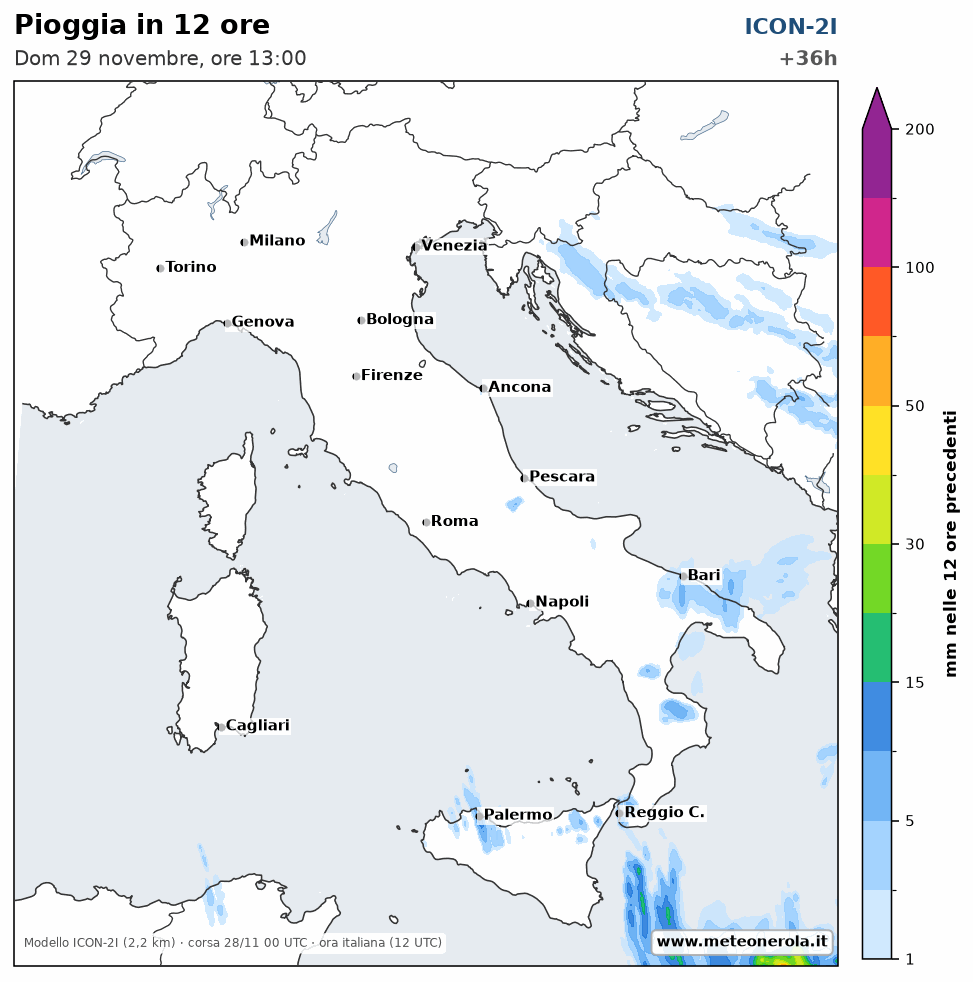 Pioggia in 12 ore
ICON-2I
Dom 29 novembre, ore 13:00
+36h
Milano
Venezia
Torino
Genova
Bologna
Firenze
Ancona
Pescara
Roma
Bari
Napoli
Cagliari
Palermo
Reggio C.
Modello ICON-2I (2,2 km) · corsa 28/11 00 UTC · ora italiana (12 UTC)
www.meteonerola.it
200
100
50
30
15
5
1
mm nelle 12 ore precedenti